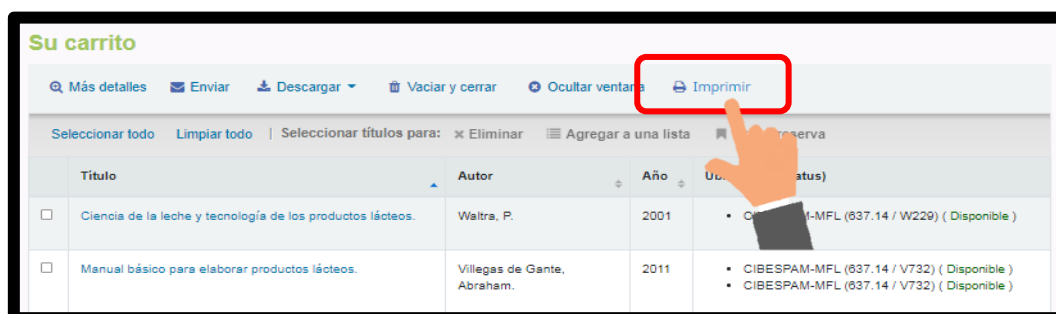 Su carrito
Más detalles Enviar Descargar Vaciar y cerrar Ocultar ventana Imprimir
Seleccionar todo Limpiar todo | Seleccionar títulos para: Eliminar Agregar a una lista
Título Autor Año
Ciencia de la leche y tecnología de los productos lácteos. Waltra, P. 2001 (637.14 / W229) ( Disponible )
Manual básico para elaborar productos lácteos. Villegas de Gante, Abraham. 2011 • CIBESPAM-MFL (637.14 / V732) ( Disponible )
• CIBESPAM-MFL (637.14 / V732) ( Disponible )